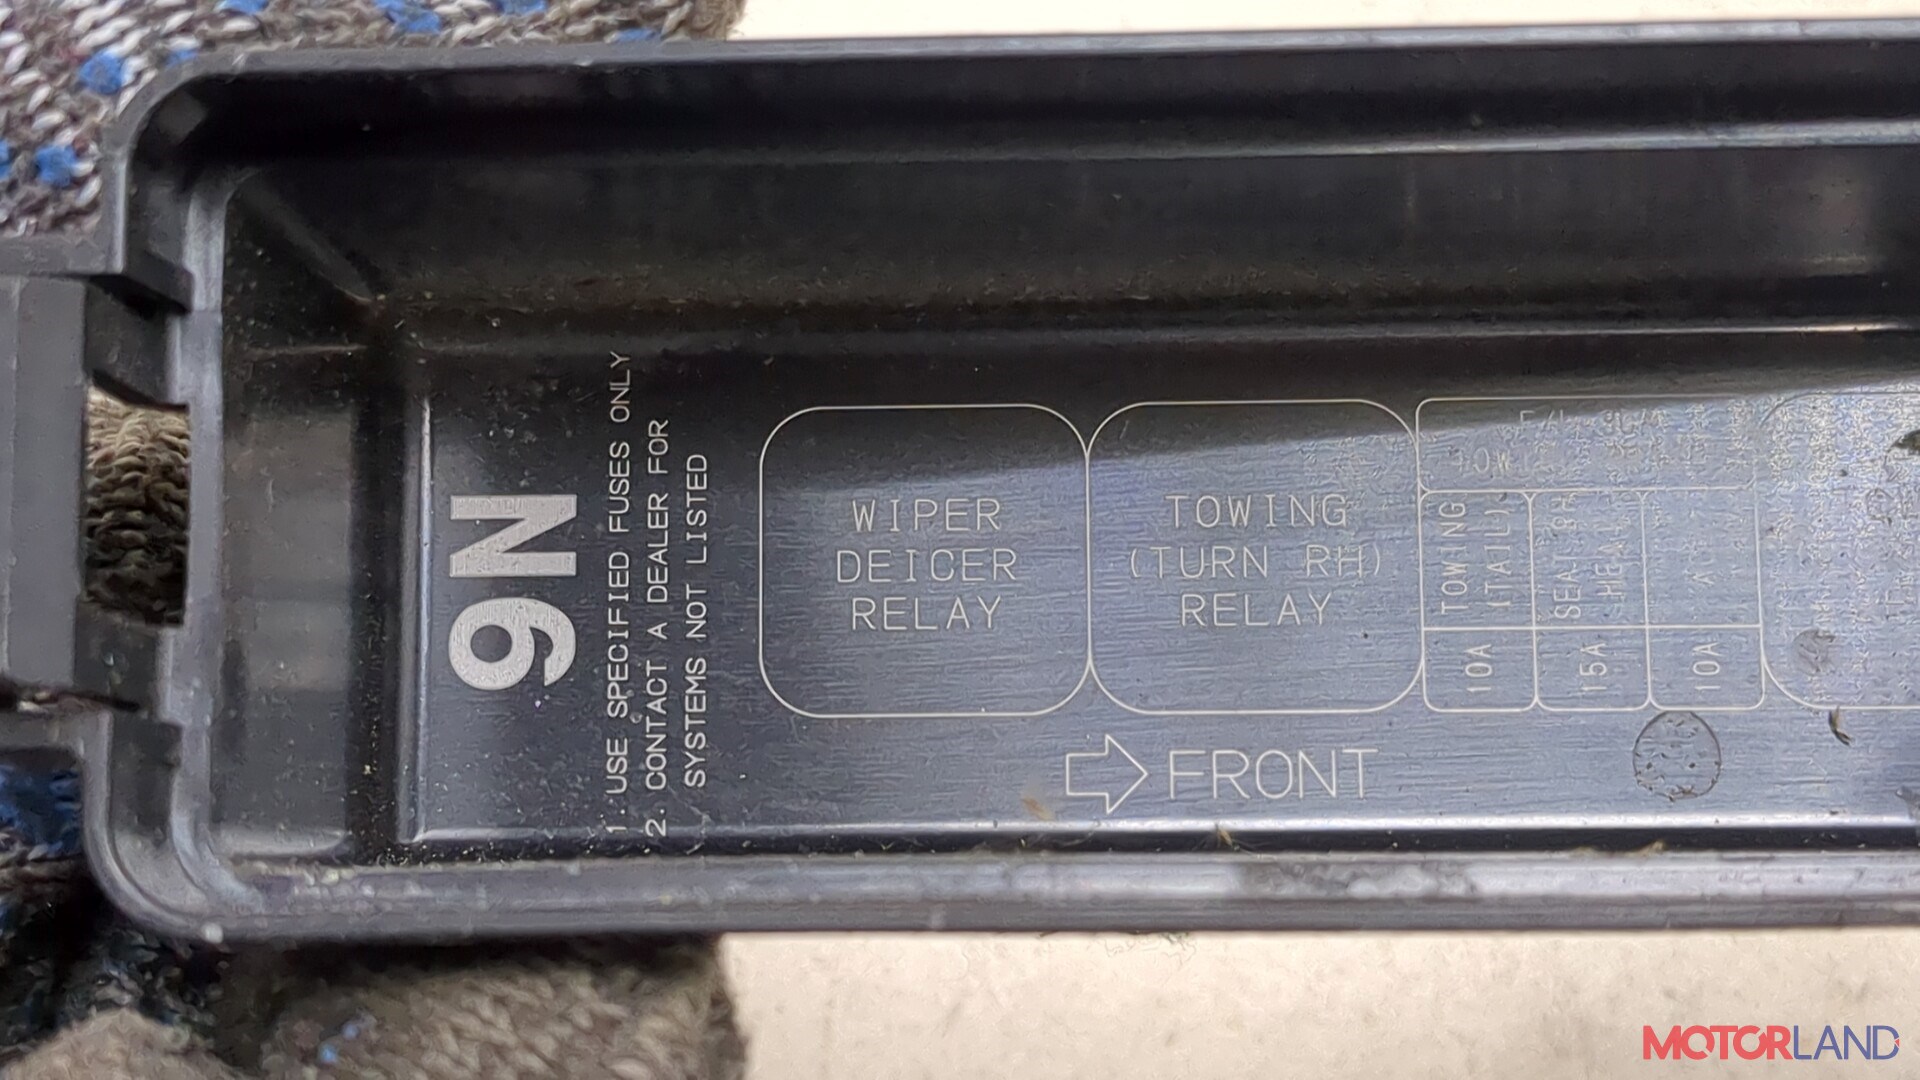 9N
1. USE SPECIFIED FUSES ONLY
2. CONTACT A DEALER FOR
SYSTEMS NOT LISTED
WIPER
DEICER
RELAY
TOWING
(TURN RH)
RELAY
TOWING
(TAIL)
10A
SEAT
15A
10A
FRONT
MOTORLAND